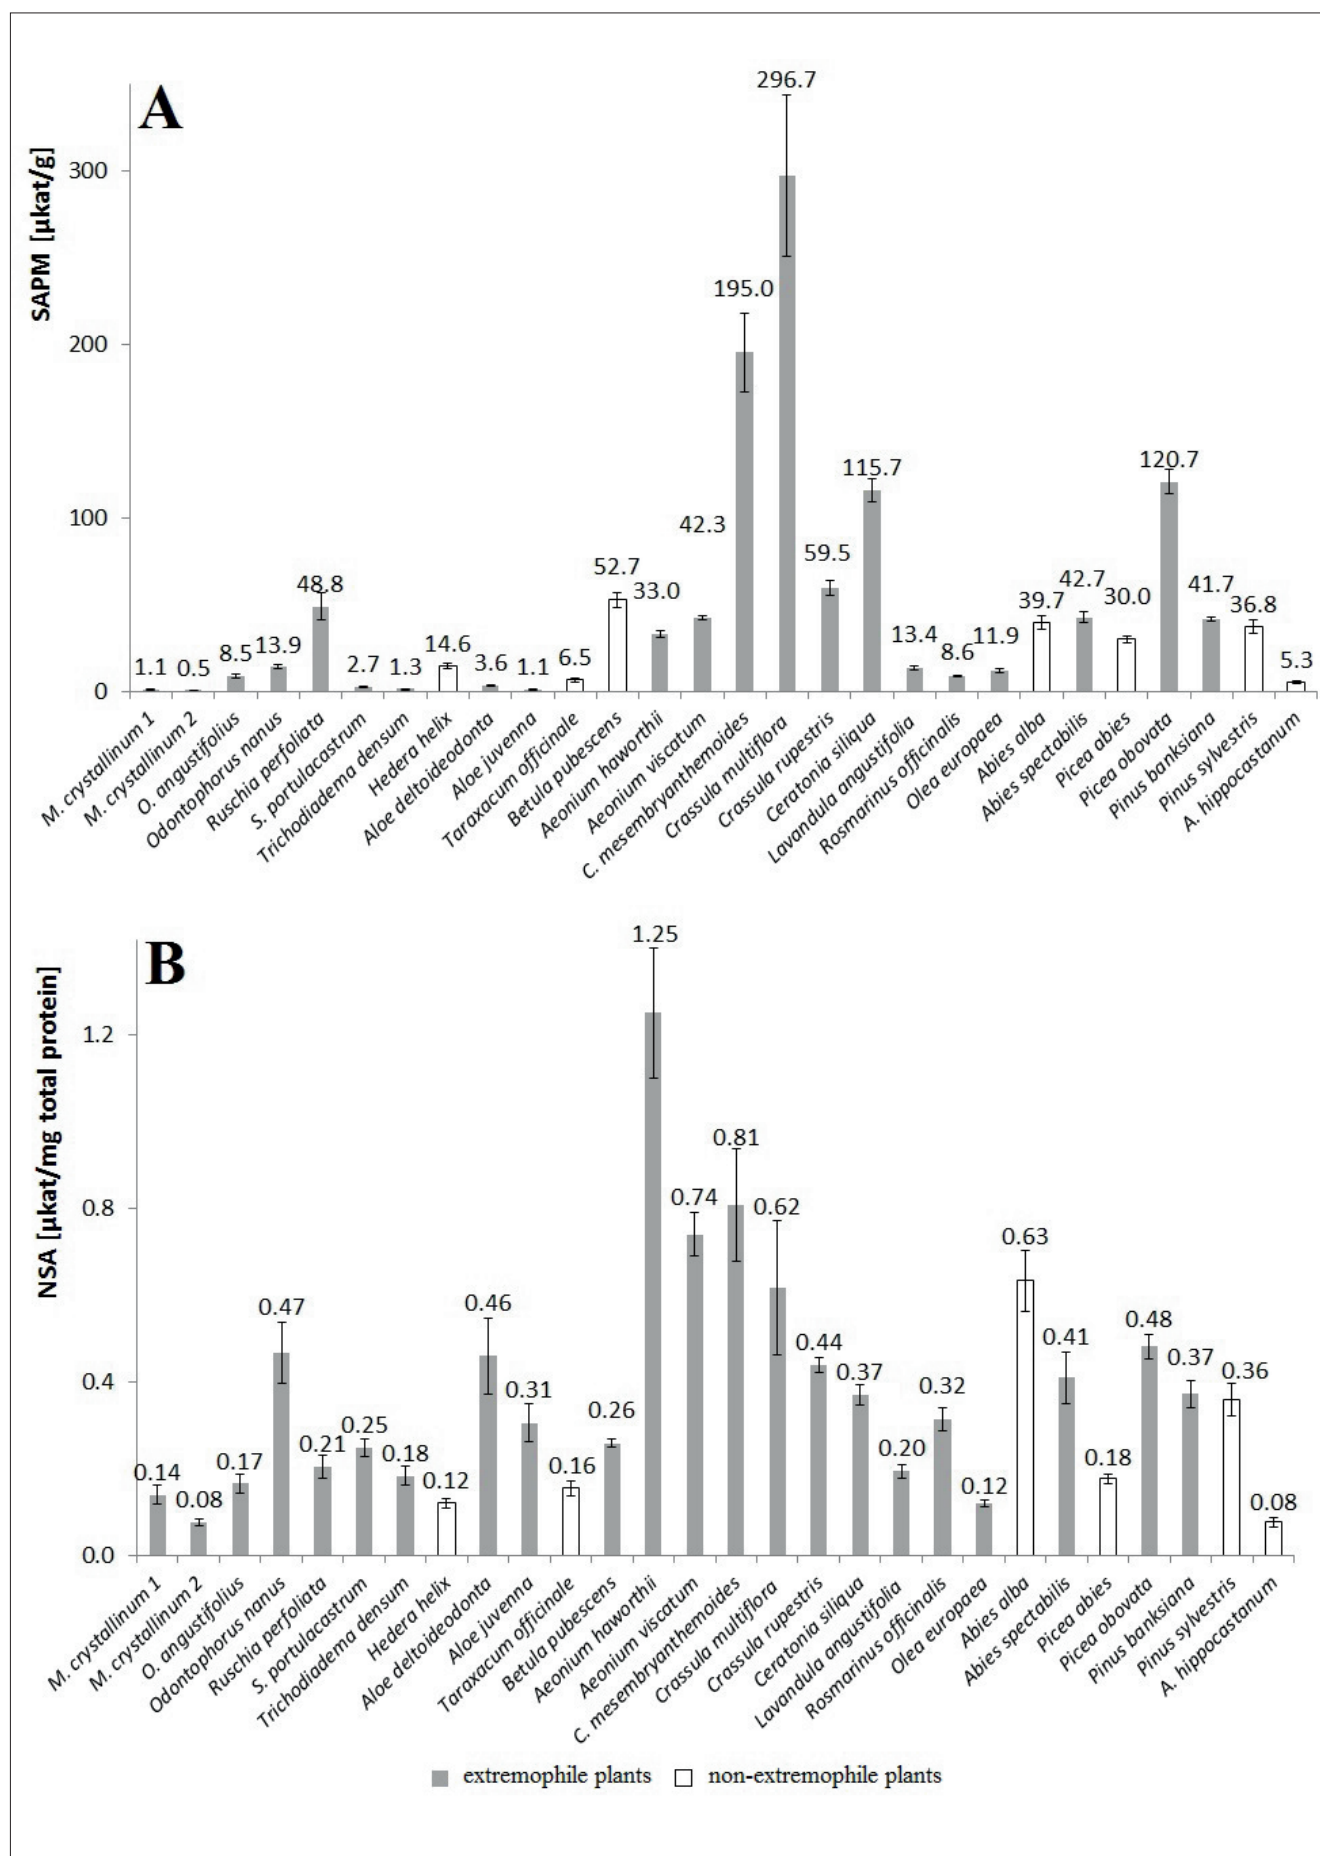 A
SAPM [µkat/g]
300
200
100
0
1.1
0.5
8.5
13.9
48.8
2.7
1.3
14.6
3.6
1.1
6.5
52.7
33.0
42.3
195.0
296.7
59.5
115.7
13.4
8.6
11.9
39.7
42.7
30.0
120.7
41.7
36.8
5.3
M. crystallinum 1
M. crystallinum 2
O. angustifolius
Odontophorus nanus
Ruschia perfoliata
S. portulacastrum
Trichodiadema densum
Hedera helix
Aloe deltoideodonta
Aloe juvenna
Taraxacum officinale
Betula pubescens
Aeonium haworthii
Aeonium viscatum
C. mesembryanthemoides
Crassula multiflora
Crassula rupestris
Ceratonia siliqua
Lavandula angustifolia
Rosmarinus officinalis
Olea europaea
Abies alba
Abies spectabilis
Picea abies
Picea obovata
Pinus banksiana
Pinus sylvestris
A. hippocastanum
B
NSA [µkat/mg total protein]
1.2
0.8
0.4
0.0
0.14
0.08
0.17
0.47
0.21
0.25
0.18
0.12
0.46
0.31
0.16
0.26
1.25
0.74
0.81
0.62
0.44
0.37
0.20
0.32
0.12
0.63
0.41
0.18
0.48
0.37
0.36
0.08
M. crystallinum 1
M. crystallinum 2
O. angustifolius
Odontophorus nanus
Ruschia perfoliata
S. portulacastrum
Trichodiadema densum
Hedera helix
Aloe deltoideodonta
Aloe juvenna
Taraxacum officinale
Betula pubescens
Aeonium haworthii
Aeonium viscatum
C. mesembryanthemoides
Crassula multiflora
Crassula rupestris
Ceratonia siliqua
Lavandula angustifolia
Rosmarinus officinalis
Olea europaea
Abies alba
Abies spectabilis
Picea abies
Picea obovata
Pinus banksiana
Pinus sylvestris
A. hippocastanum
extremophile plants
non-extremophile plants